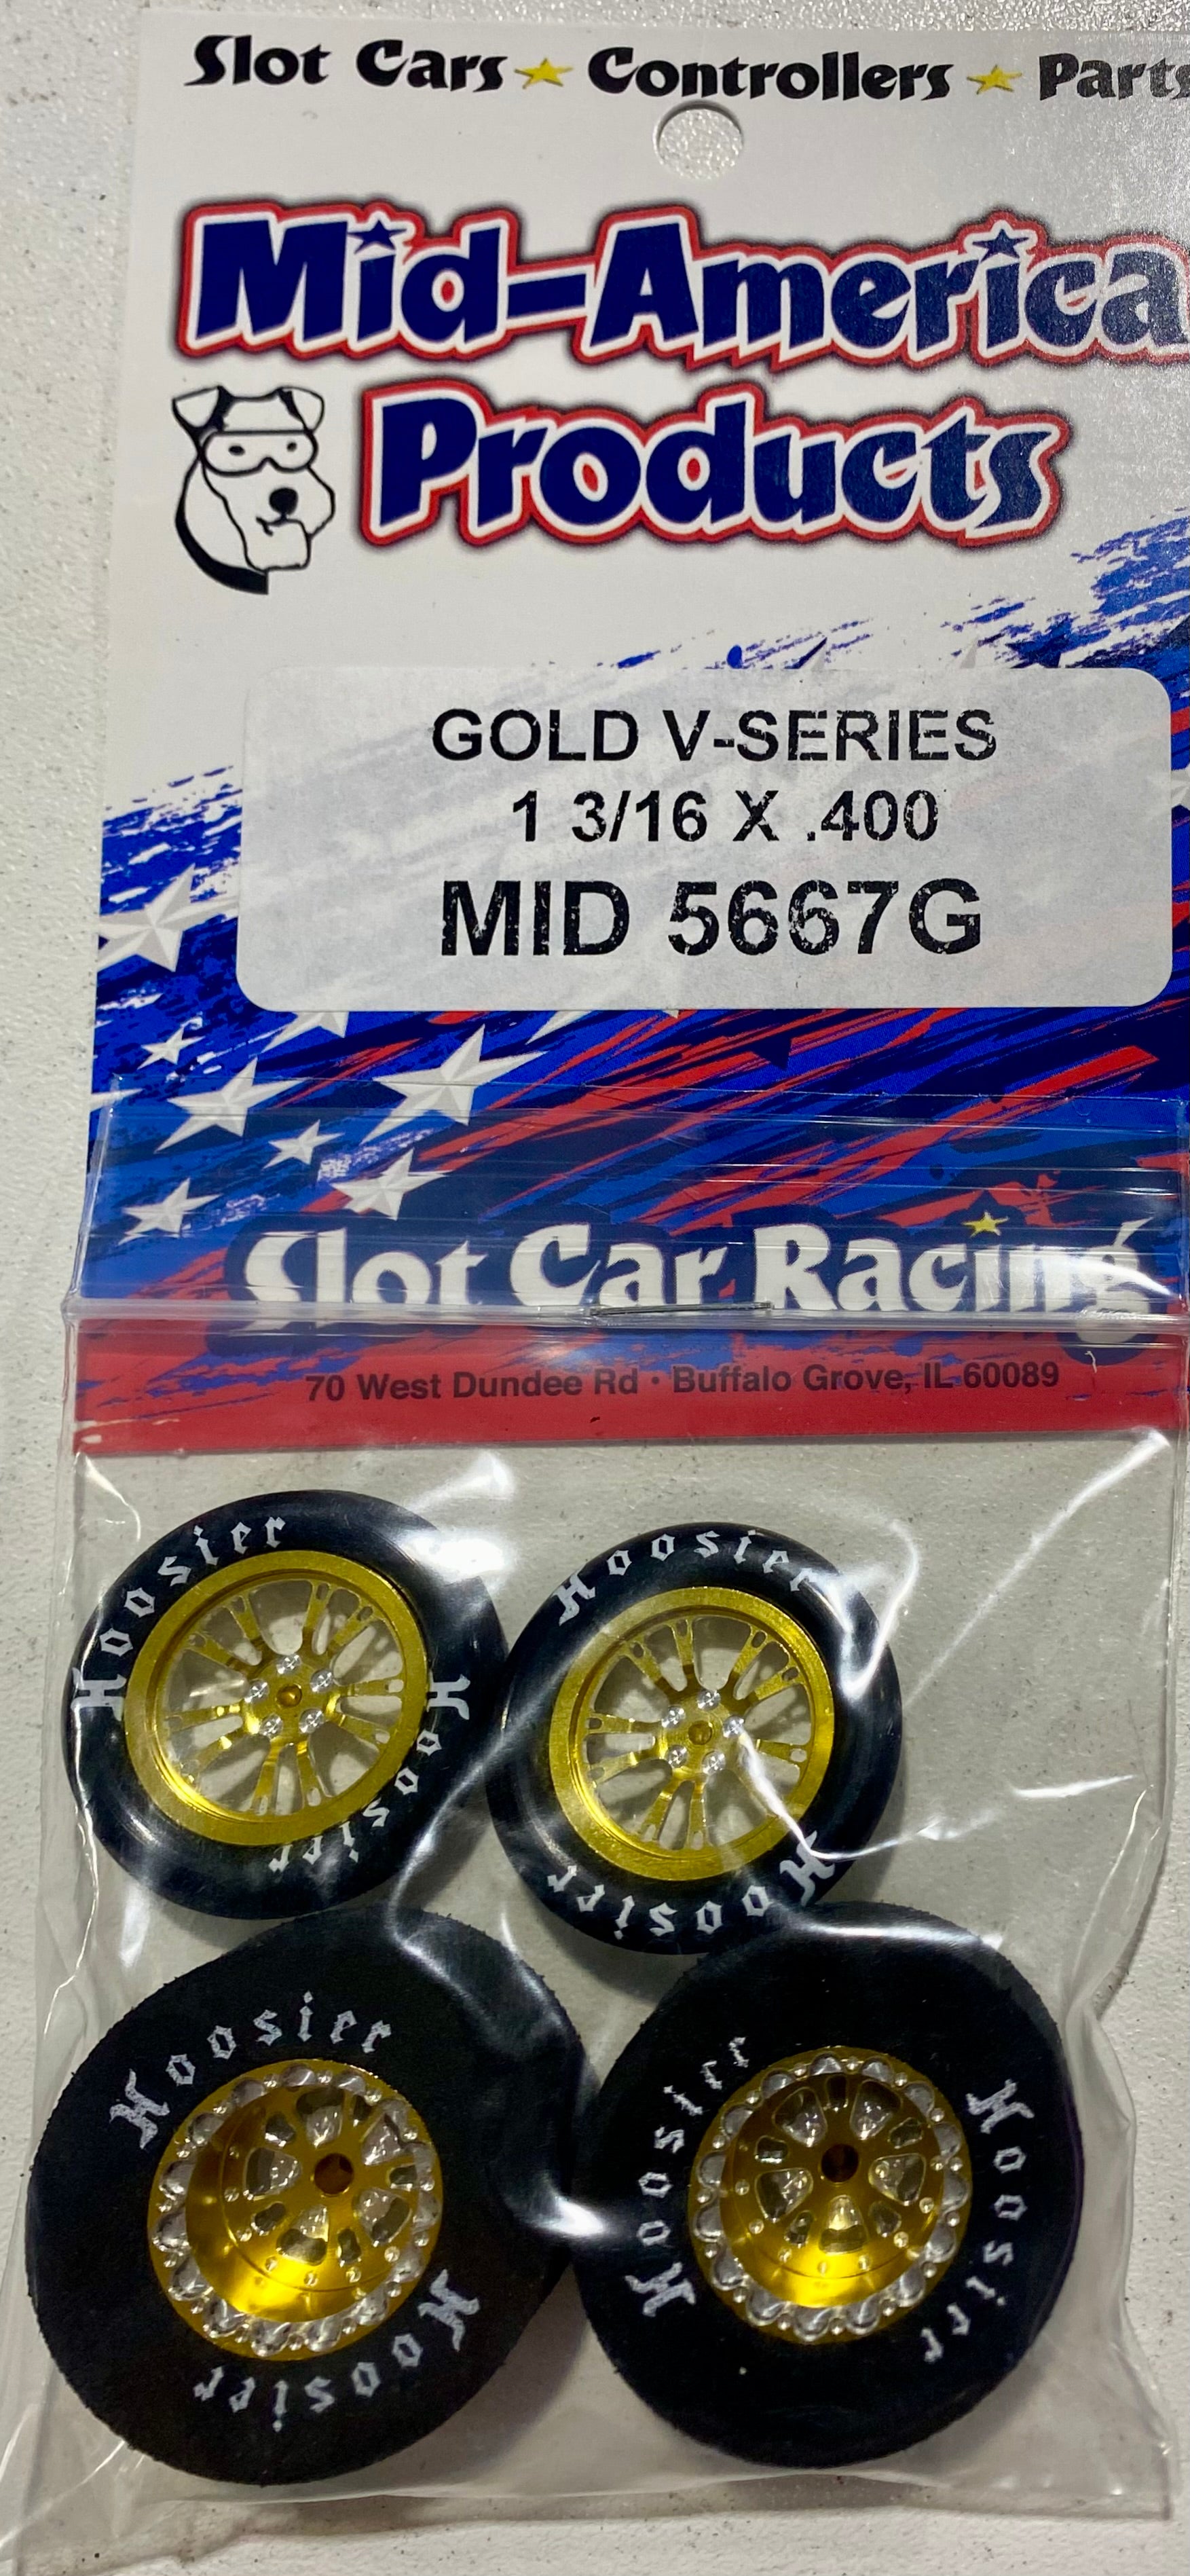 Slot Cars ★ Controllers ★ Parts
Mid-America
Products
GOLD V-SERIES
1 3/16 X .400
MID 5667G
Slot Car Racing
70 West Dundee Rd • Buffalo Grove, IL 60089
Hoosier
Hoosier
Hoosier
Hoosier
Hoosier
Hoosier
Hoosier
Hoosier